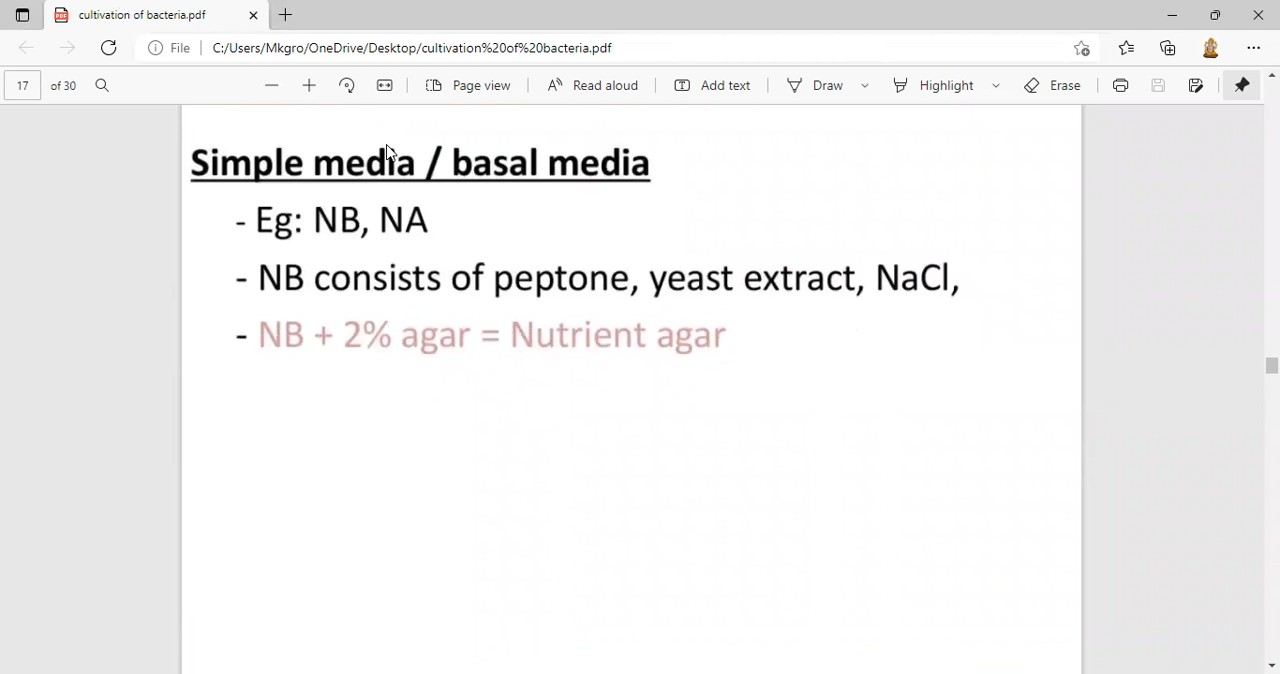 cultivation of bacteria.pdf
File C:/Users/Mkgro/OneDrive/Desktop/cultivation%20of%20bacteria.pdf
17 of 30 Page view Read aloud Add text Draw Highlight Erase
Simple media / basal media
- Eg: NB, NA
- NB consists of peptone, yeast extract, NaCl,
- NB + 2% agar = Nutrient agar